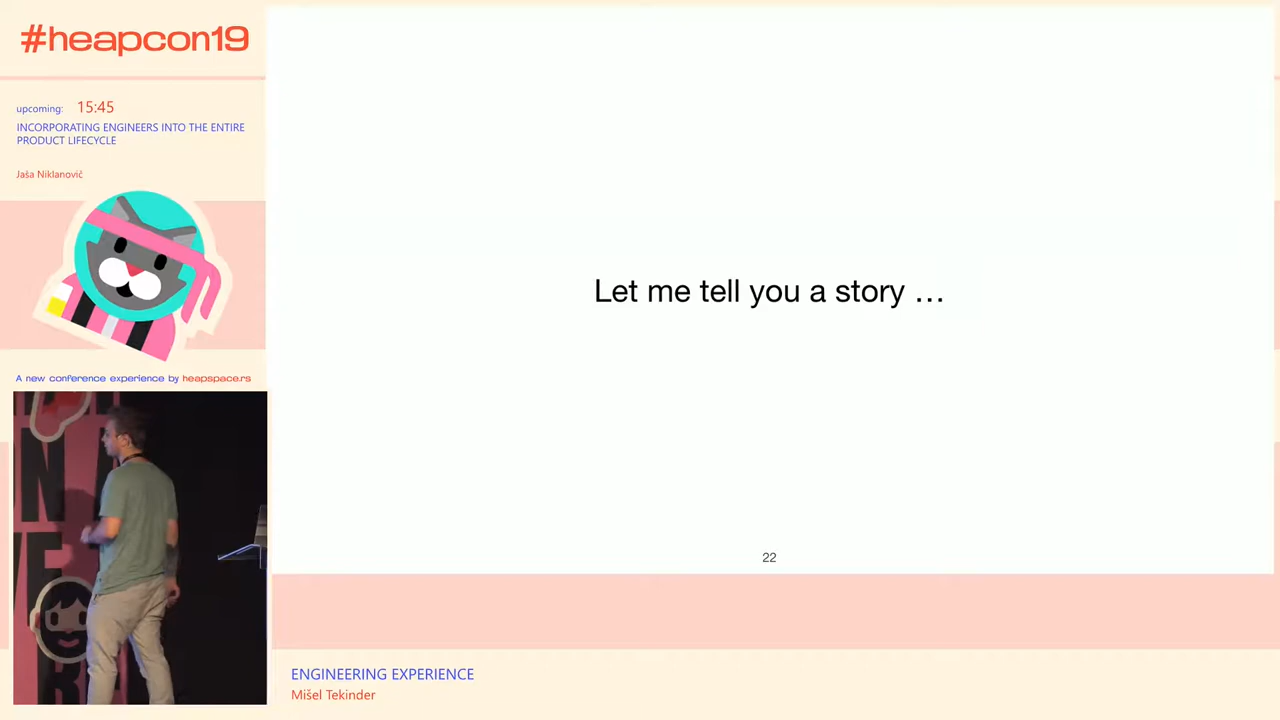 #heapcon19
upcoming: 15:45
INCORPORATING ENGINEERS INTO THE ENTIRE
PRODUCT LIFECYCLE
Jaša Niklanović
A new conference experience by heapspace.rs
Let me tell you a story …
22
ENGINEERING EXPERIENCE
Mišel Tekinder